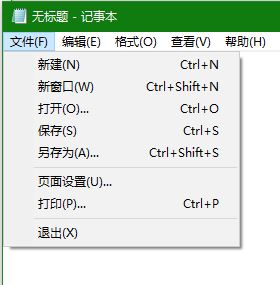 无标题 - 记事本
文件(F) 编辑(E) 格式(O) 查看(V) 帮助(H)
新建(N) Ctrl+N
新窗口(W) Ctrl+Shift+N
打开(O)... Ctrl+O
保存(S) Ctrl+S
另存为(A)... Ctrl+Shift+S
页面设置(U)...
打印(P)... Ctrl+P
退出(X)